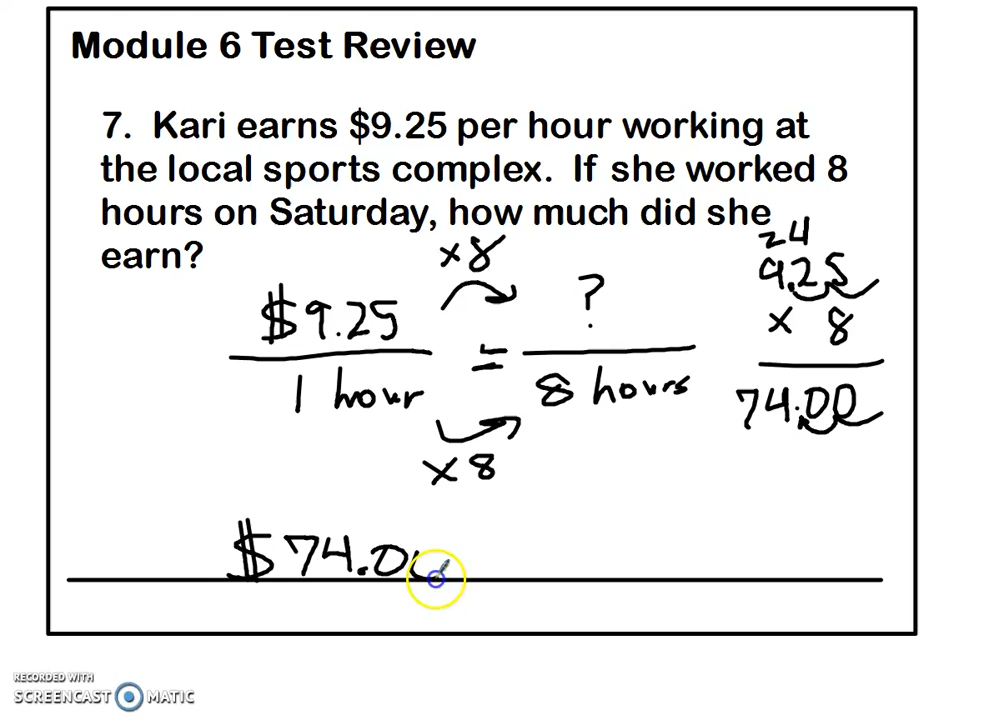 Module 6 Test Review
7. Kari earns $9.25 per hour working at
the local sports complex. If she worked 8
hours on Saturday, how much did she
earn?
x8
$9.25
1 hour
=
?
8 hours
x 8
24
9.25
x 8
74.00
$74.00
RECORDED WITH
SCREENCAST MATIC